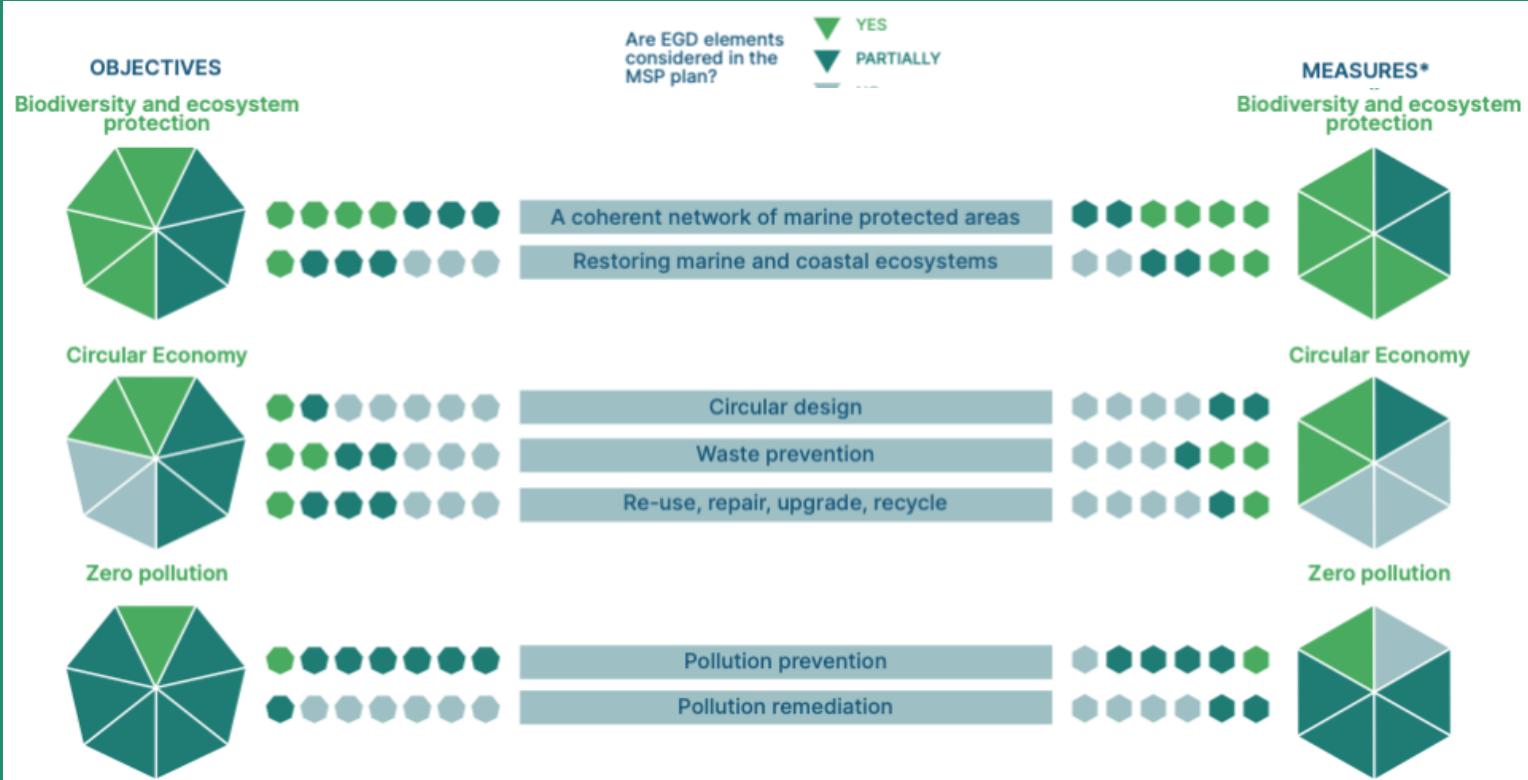 Are EGD elements
considered in the
MSP plan?
YES
PARTIALLY
OBJECTIVES
MEASURES*
Biodiversity and ecosystem
protection
Biodiversity and ecosystem
protection
A coherent network of marine protected areas
Restoring marine and coastal ecosystems
Circular Economy
Circular Economy
Circular design
Waste prevention
Re-use, repair, upgrade, recycle
Zero pollution
Zero pollution
Pollution prevention
Pollution remediation